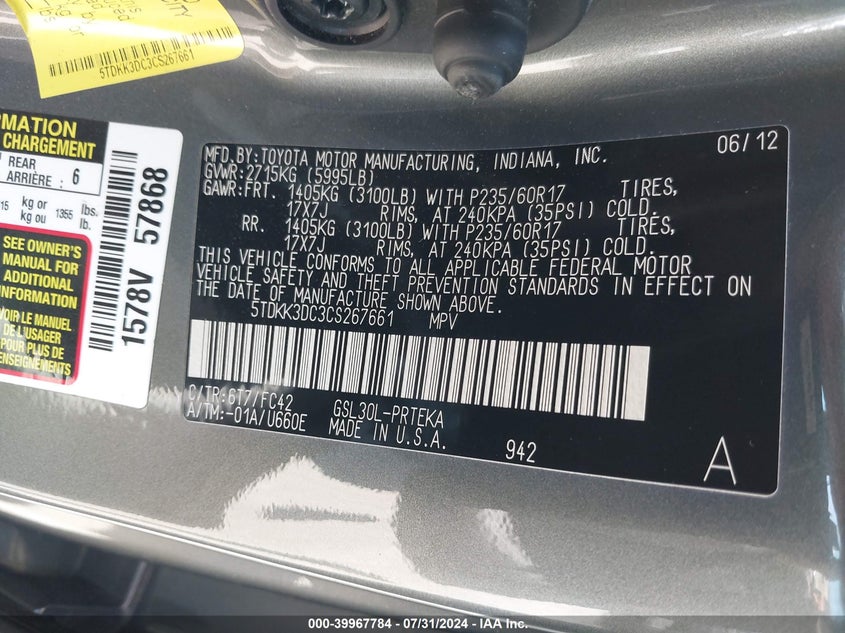 5TDKK3DC3CS267661
RMATION
CHARGEMENT
REAR
ARRIÈRE : 6
15 kg or
kg ou
1355 lbs.
lb.
SEE OWNER'S
MANUAL FOR
ADDITIONAL
INFORMATION
VOIR LE MANUEL
DE L'USAGER
POUR PLUS DE
RENSEIGNEMENTS
1578V 57868
06/12
MFD.BY:TOYOTA MOTOR MANUFACTURING, INDIANA, INC.
GVWR:2715KG (5995LB)
GAWR:FRT. 1405KG (3100LB) WITH P235/60R17 TIRES,
17X7J RIMS, AT 240KPA (35PSI) COLD.
RR. 1405KG (3100LB) WITH P235/60R17 TIRES,
17X7J RIMS, AT 240KPA (35PSI) COLD.
THIS VEHICLE CONFORMS TO ALL APPLICABLE FEDERAL MOTOR
VEHICLE SAFETY AND THEFT PREVENTION STANDARDS IN EFFECT ON
THE DATE OF MANUFACTURE SHOWN ABOVE.
5TDKK3DC3CS267661 MPV
C/TR:6T7/FC42 GSL30L-PRTEKA
A/TM:-01A/U660E MADE IN U.S.A.
942
A
000-39967784 - 07/31/2024 - IAA, Inc.